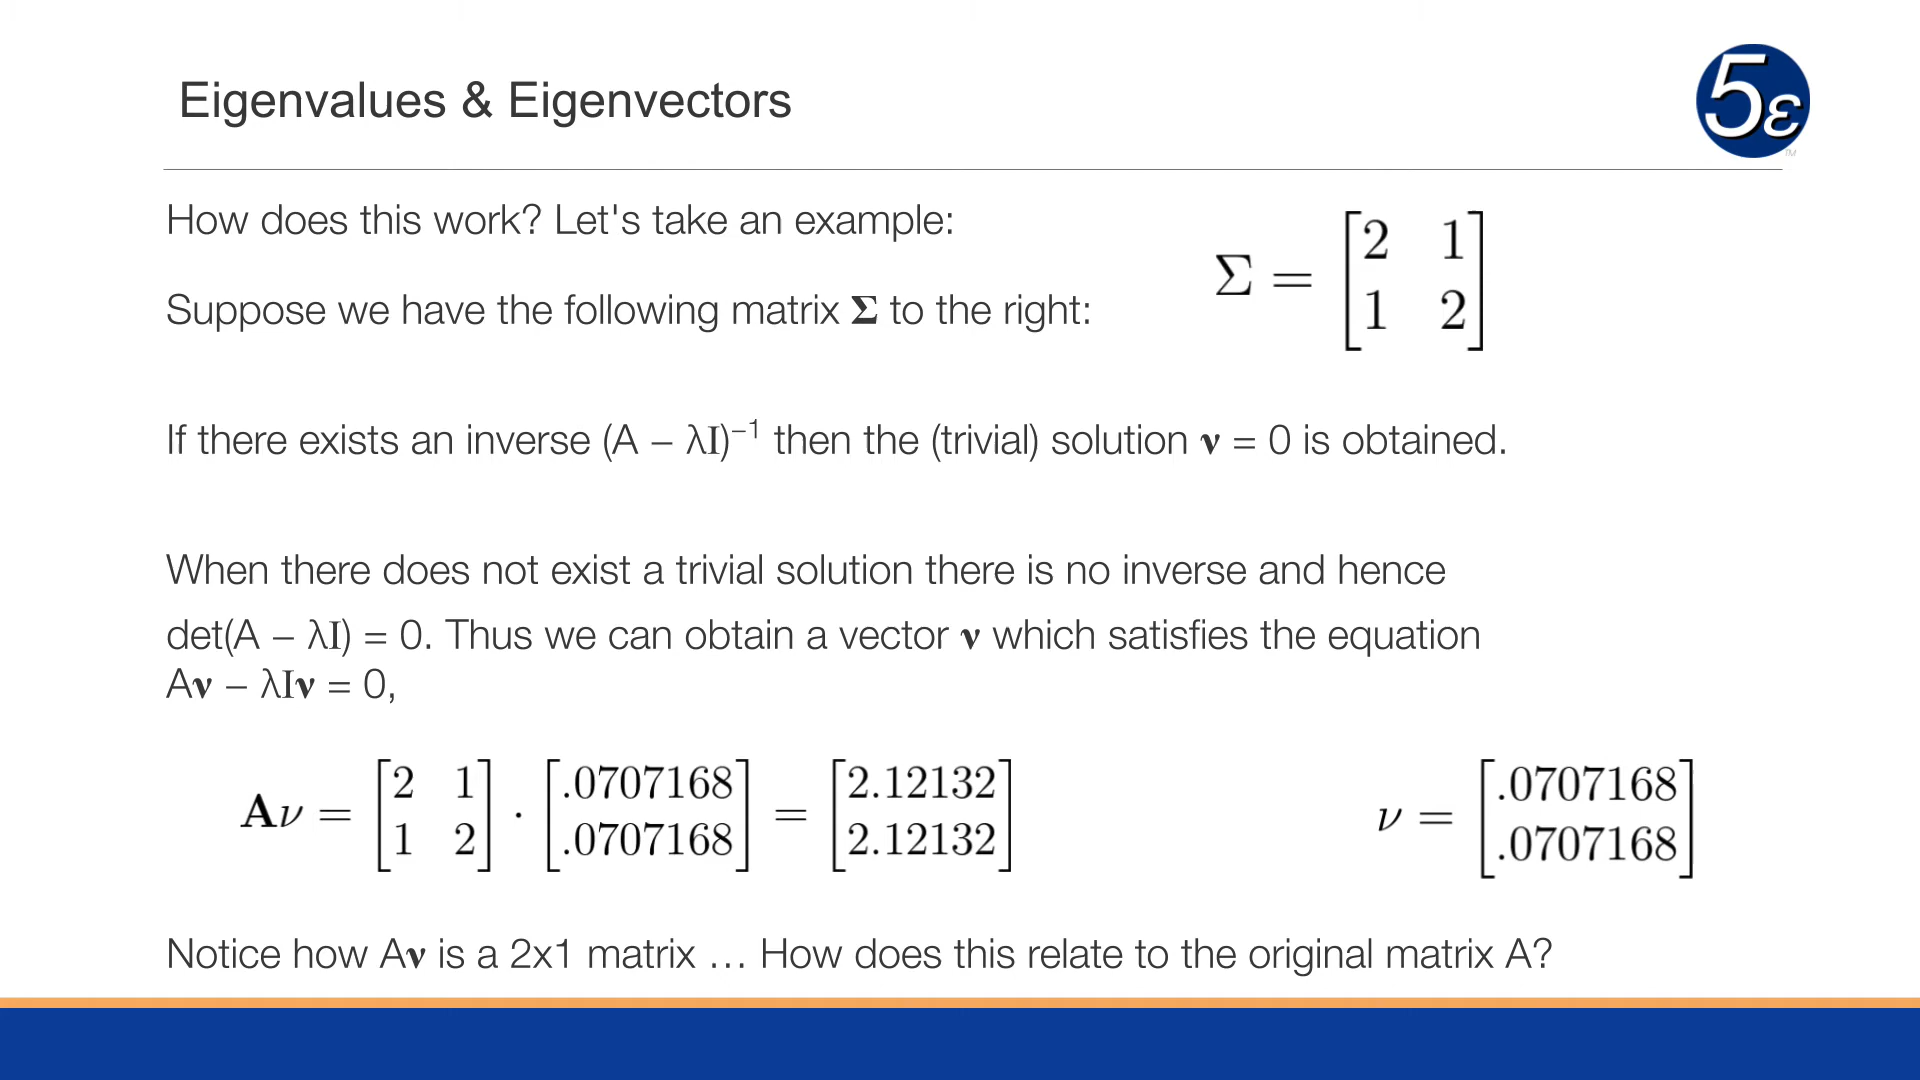 Eigenvalues & Eigenvectors
5ε
TM
How does this work? Let's take an example:
Suppose we have the following matrix Σ to the right:
Σ = [2 1
1 2]
If there exists an inverse (A – λI)⁻¹ then the (trivial) solution ν = 0 is obtained.
When there does not exist a trivial solution there is no inverse and hence
det(A – λI) = 0. Thus we can obtain a vector ν which satisfies the equation
Aν – λIν = 0,
Aν = [2 1 1 2] · [.0707168 .0707168] = [2.12132 2.12132]
ν = [.0707168 .0707168]
Notice how Aν is a 2x1 matrix … How does this relate to the original matrix A?